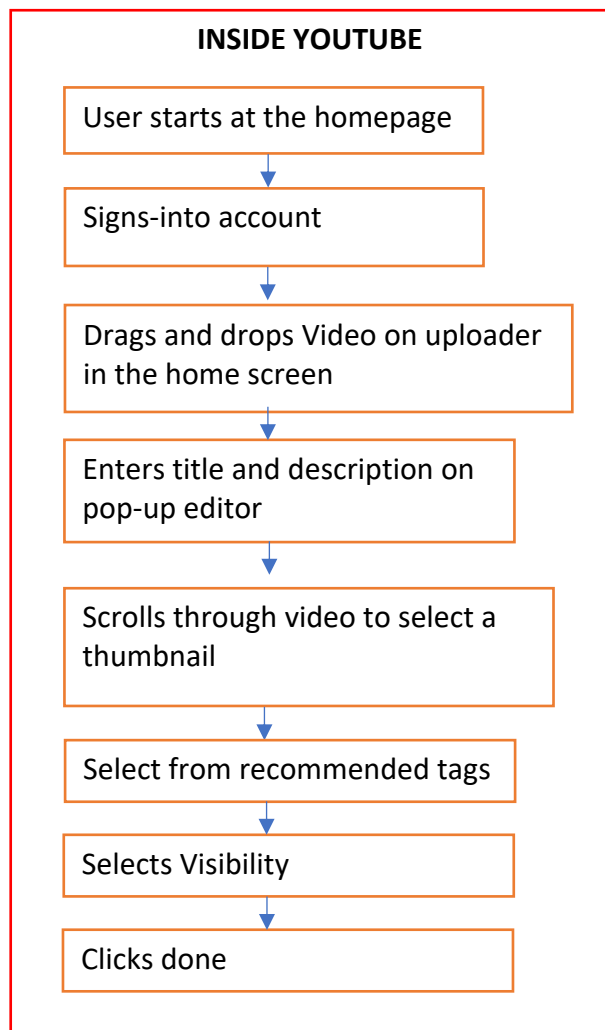 INSIDE YOUTUBE
User starts at the homepage
Signs-into account
Drags and drops Video on uploader
in the home screen
Enters title and description on
pop-up editor
Scrolls through video to select a
thumbnail
Select from recommended tags
Selects Visibility
Clicks done